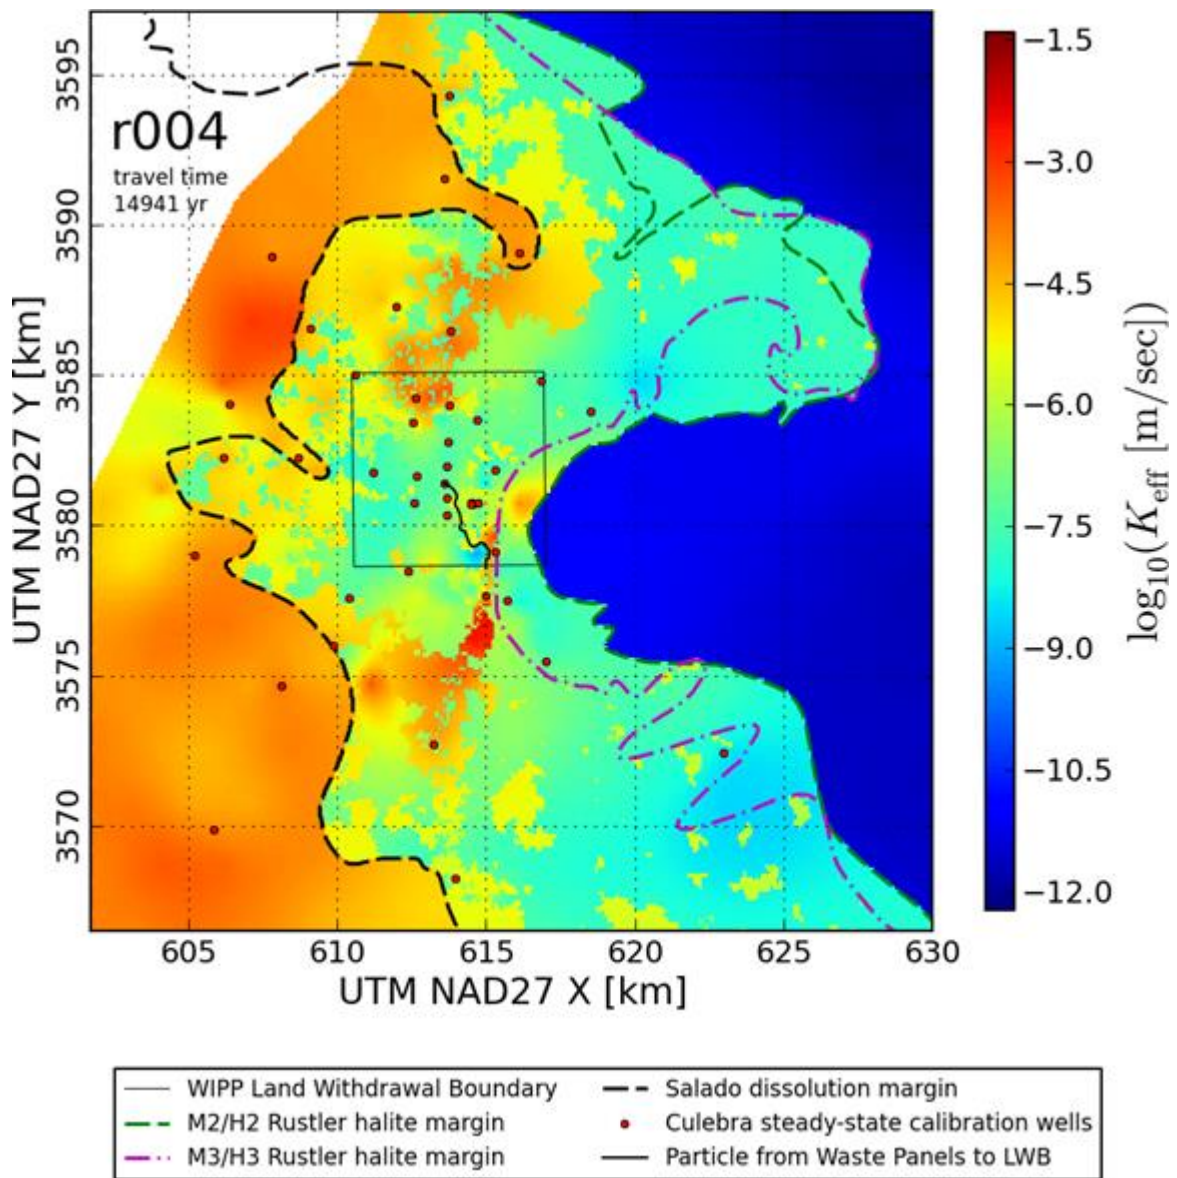 r004
travel time
14941 yr
3595
3590
3585
3580
3575
3570
UTM NAD27 Y [km]
605 610 615 620 625 630
UTM NAD27 X [km]
−1.5
−3.0
−4.5
−6.0
−7.5
−9.0
−10.5
−12.0
log10(Keff [m/sec])
WIPP Land Withdrawal Boundary
M2/H2 Rustler halite margin
M3/H3 Rustler halite margin
Salado dissolution margin
Culebra steady-state calibration wells
Particle from Waste Panels to LWB